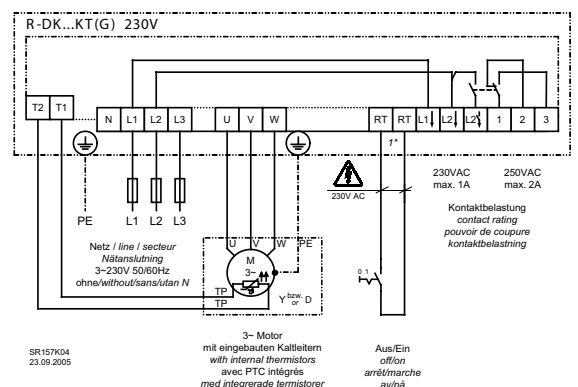 R-DK...KT(G) 230V
T2 T1
N L1 L2 L3 U V W RT RT L1 L2 L2 1 2 3
1*
230V AC
230VAC
max. 1A
250VAC
max. 2A
Kontaktbelastung
contact rating
pouvoir de coupure
kontaktbelastning
PE L1 L2 L3
Netz / line / secteur
Nätanslutning
3~230V 50/60Hz
ohne/without/sans/utan N
U V W PE
M
3~
TP
TP
Y bzw. or D
0 1
3~ Motor
mit eingebauten Kaltleitern
with internal thermistors
avec PTC intégrés
med integrerade termistorer
Aus/Ein
off/on
arrêt/marche
av/på
SR157K04
23.09.2005